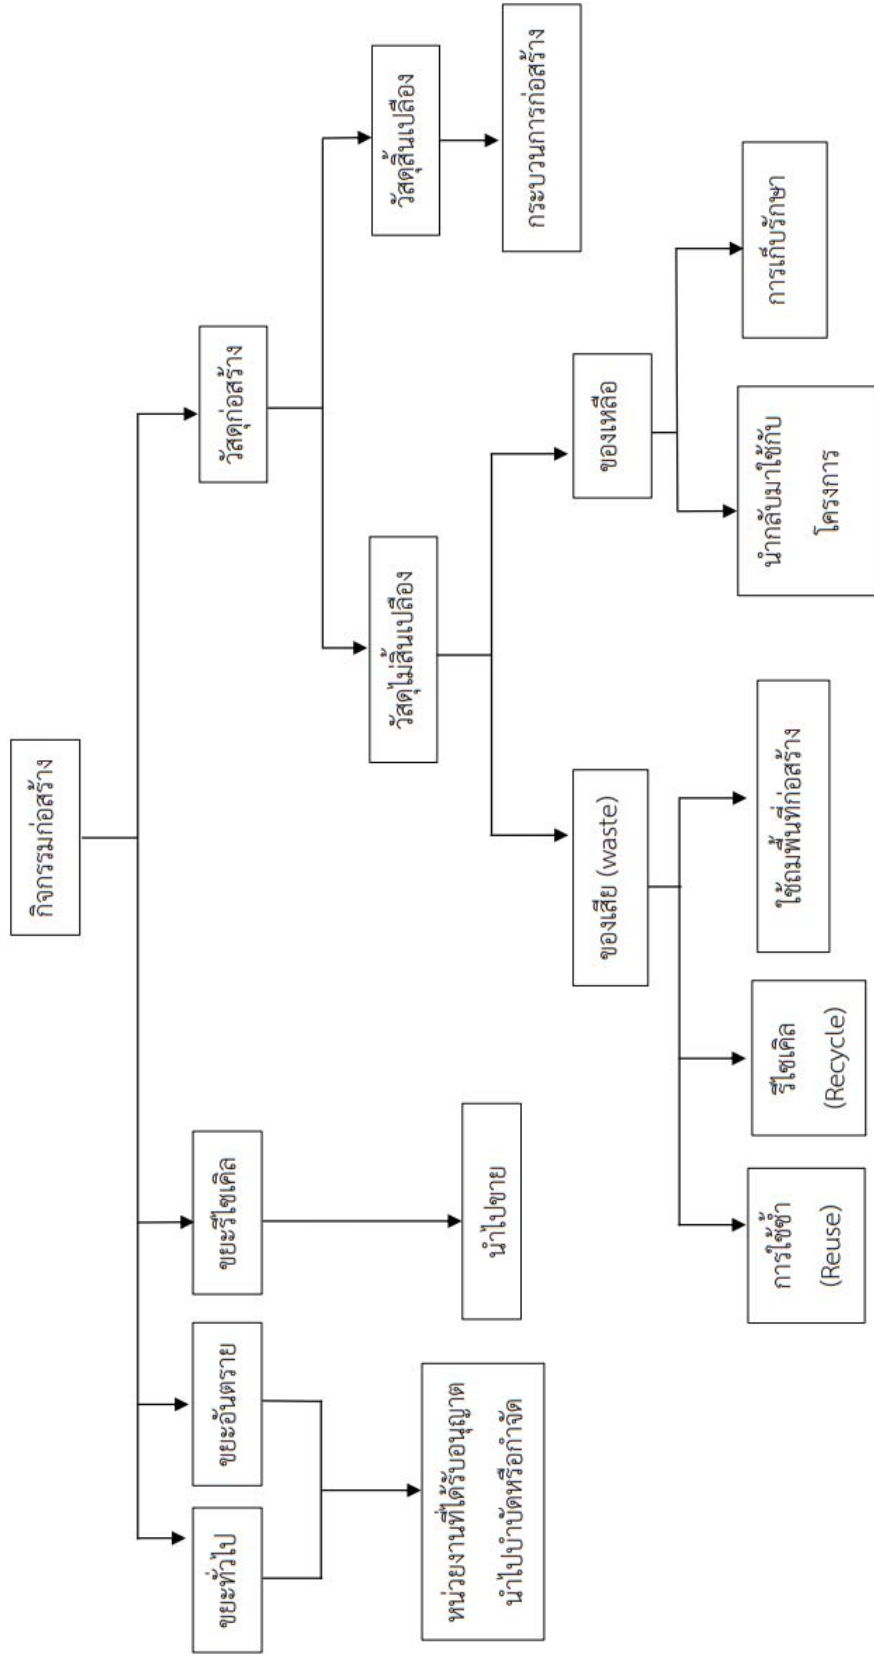 กิจกรรมก่อสร้าง
ขยะทั่วไป
ขยะอันตราย
ขยะรีไซเคิล
วัสดุก่อสร้าง
หน่วยงานที่ได้รับอนุญาต
นำไปบำบัดหรือกำจัด
นำไปขาย
วัสดุไม่สิ้นเปลือง
วัสดุสิ้นเปลือง
กระบวนการก่อสร้าง
ของเสีย (waste)
ของเหลือ
การใช้ซ้ำ
(Reuse)
รีไซเคิล
(Recycle)
ใช้ถมพื้นที่ก่อสร้าง
นำกลับมาใช้กับ
โครงการ
การเก็บรักษา